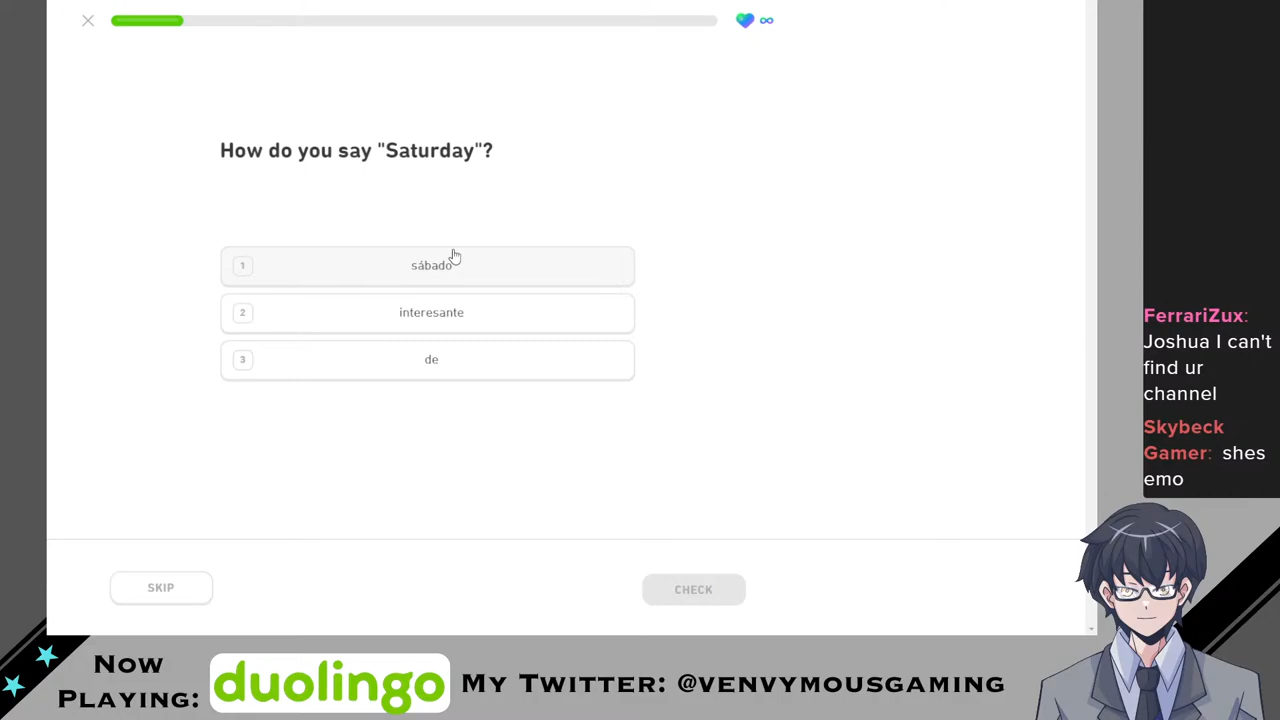 ∞
How do you say "Saturday"?
1 sábado
2 interesante
3 de
SKIP
CHECK
FerrariZux:
Joshua I can't
find ur
channel
Skybeck
Gamer: shes
emo
Now
Playing:
duolingo
My Twitter: @venvymousgaming